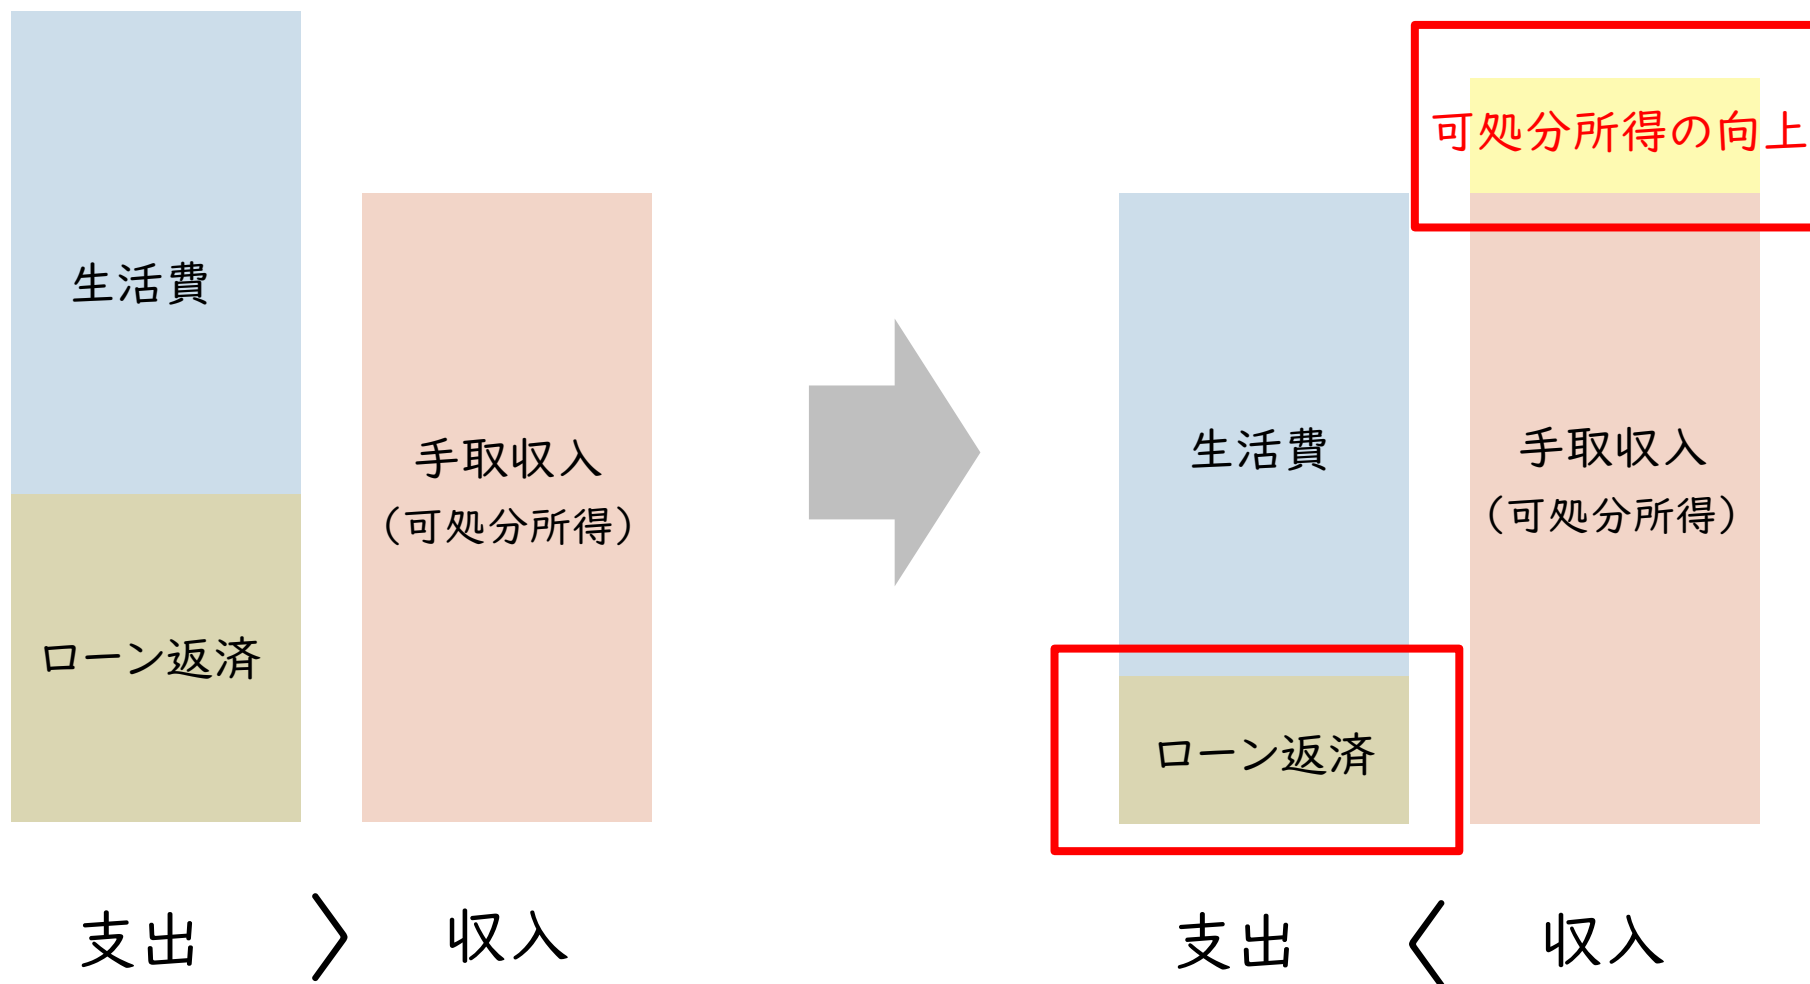 生活費
ローン返済
手取収入
（可処分所得）
支出 〉 収入
可処分所得の向上
生活費
ローン返済
手取収入
（可処分所得）
支出 〈 収入